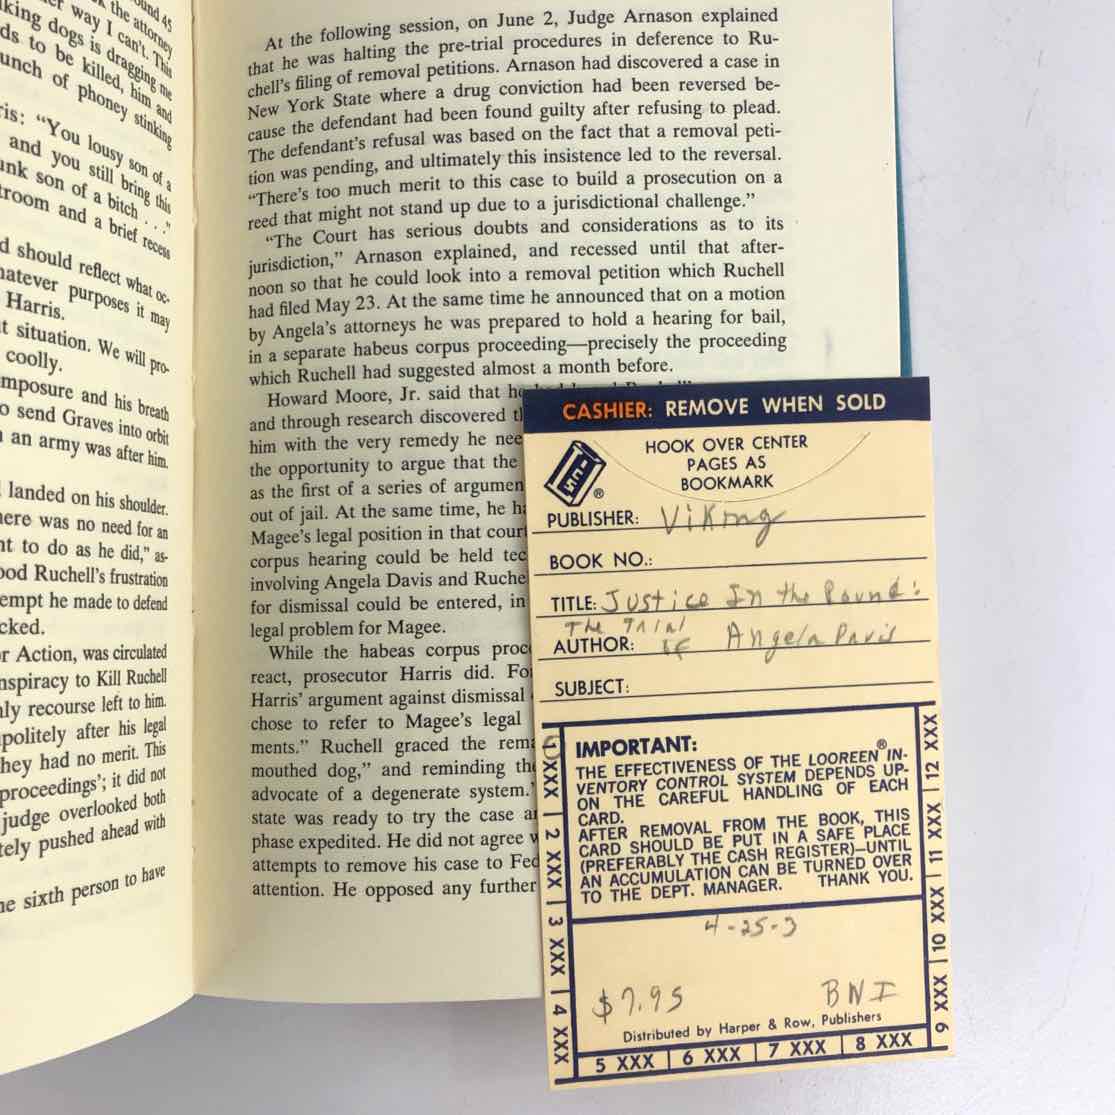 ound 45
k the attorney
er way I can't. This
king dogs is dragging me
ds to be killed, him and
unch of phoney stinking
ris: "You lousy son of a
and you still bring this
unk son of a bitch . . ."
troom and a brief recess
d should reflect what oc-
hatever purposes it may
Harris.
t situation. We will pro-
coolly.
mposure and his breath
o send Graves into orbit
n an army was after him.
l landed on his shoulder.
here was no need for an
nt to do as he did," as-
ood Ruchell's frustration
empt he made to defend
cked.
r Action, was circulated
nspiracy to Kill Ruchell
nly recourse left to him.
politely after his legal
hey had no merit. This
proceedings'; it did not
judge overlooked both
tely pushed ahead with
he sixth person to have
At the following session, on June 2, Judge Arnason explained
that he was halting the pre-trial procedures in deference to Ru-
chell's filing of removal petitions. Arnason had discovered a case in
New York State where a drug conviction had been reversed be-
cause the defendant had been found guilty after refusing to plead.
The defendant's refusal was based on the fact that a removal peti-
tion was pending, and ultimately this insistence led to the reversal.
"There's too much merit to this case to build a prosecution on a
reed that might not stand up due to a jurisdictional challenge."
"The Court has serious doubts and considerations as to its
jurisdiction," Arnason explained, and recessed until that after-
noon so that he could look into a removal petition which Ruchell
had filed May 23. At the same time he announced that on a motion
by Angela's attorneys he was prepared to hold a hearing for bail,
in a separate habeus corpus proceeding—precisely the proceeding
which Ruchell had suggested almost a month before.
Howard Moore, Jr. said that he
and through research discovered t
him with the very remedy he nee
the opportunity to argue that the
as the first of a series of argumen
out of jail. At the same time, he h
Magee's legal position in that court
corpus hearing could be held tec
involving Angela Davis and Ruche
for dismissal could be entered, in
legal problem for Magee.
While the habeas corpus proc
react, prosecutor Harris did. Fo
Harris' argument against dismissal
chose to refer to Magee's legal
ments." Ruchell graced the rema
mouthed dog," and reminding the
advocate of a degenerate system."
state was ready to try the case a
phase expedited. He did not agree w
attempts to remove his case to Fed
attention. He opposed any further
CASHIER: REMOVE WHEN SOLD
HOOK OVER CENTER
PAGES AS
BOOKMARK
TICS ®
PUBLISHER: Viking
BOOK NO.:
TITLE: Justice In the Round:
The Trial
AUTHOR: of Angela Davis
SUBJECT:
IMPORTANT:
THE EFFECTIVENESS OF THE LOOREEN® IN-
VENTORY CONTROL SYSTEM DEPENDS UP-
ON THE CAREFUL HANDLING OF EACH
CARD.
AFTER REMOVAL FROM THE BOOK, THIS
CARD SHOULD BE PUT IN A SAFE PLACE
(PREFERABLY THE CASH REGISTER)—UNTIL
AN ACCUMULATION CAN BE TURNED OVER
TO THE DEPT. MANAGER. THANK YOU.
4-25-3
$7.95 BNI
Distributed by Harper & Row, Publishers
1 XXX | 2 XXX | 3 XXX | 4 XXX
5 XXX | 6 XXX | 7 XXX | 8 XXX
9 XXX | 10 XXX | 11 XXX | 12 XXX